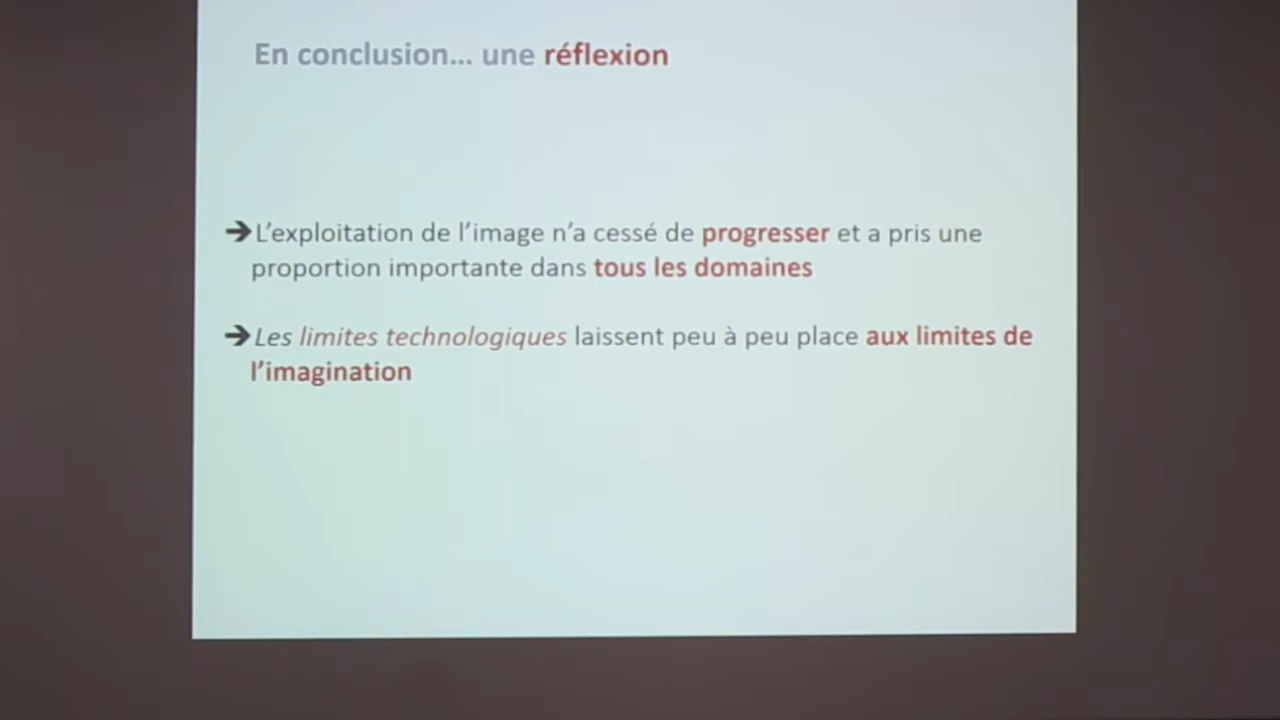 En conclusion... une réflexion
➔L'exploitation de l'image n'a cessé de progresser et a pris une
proportion importante dans tous les domaines
➔Les limites technologiques laissent peu à peu place aux limites de
l'imagination